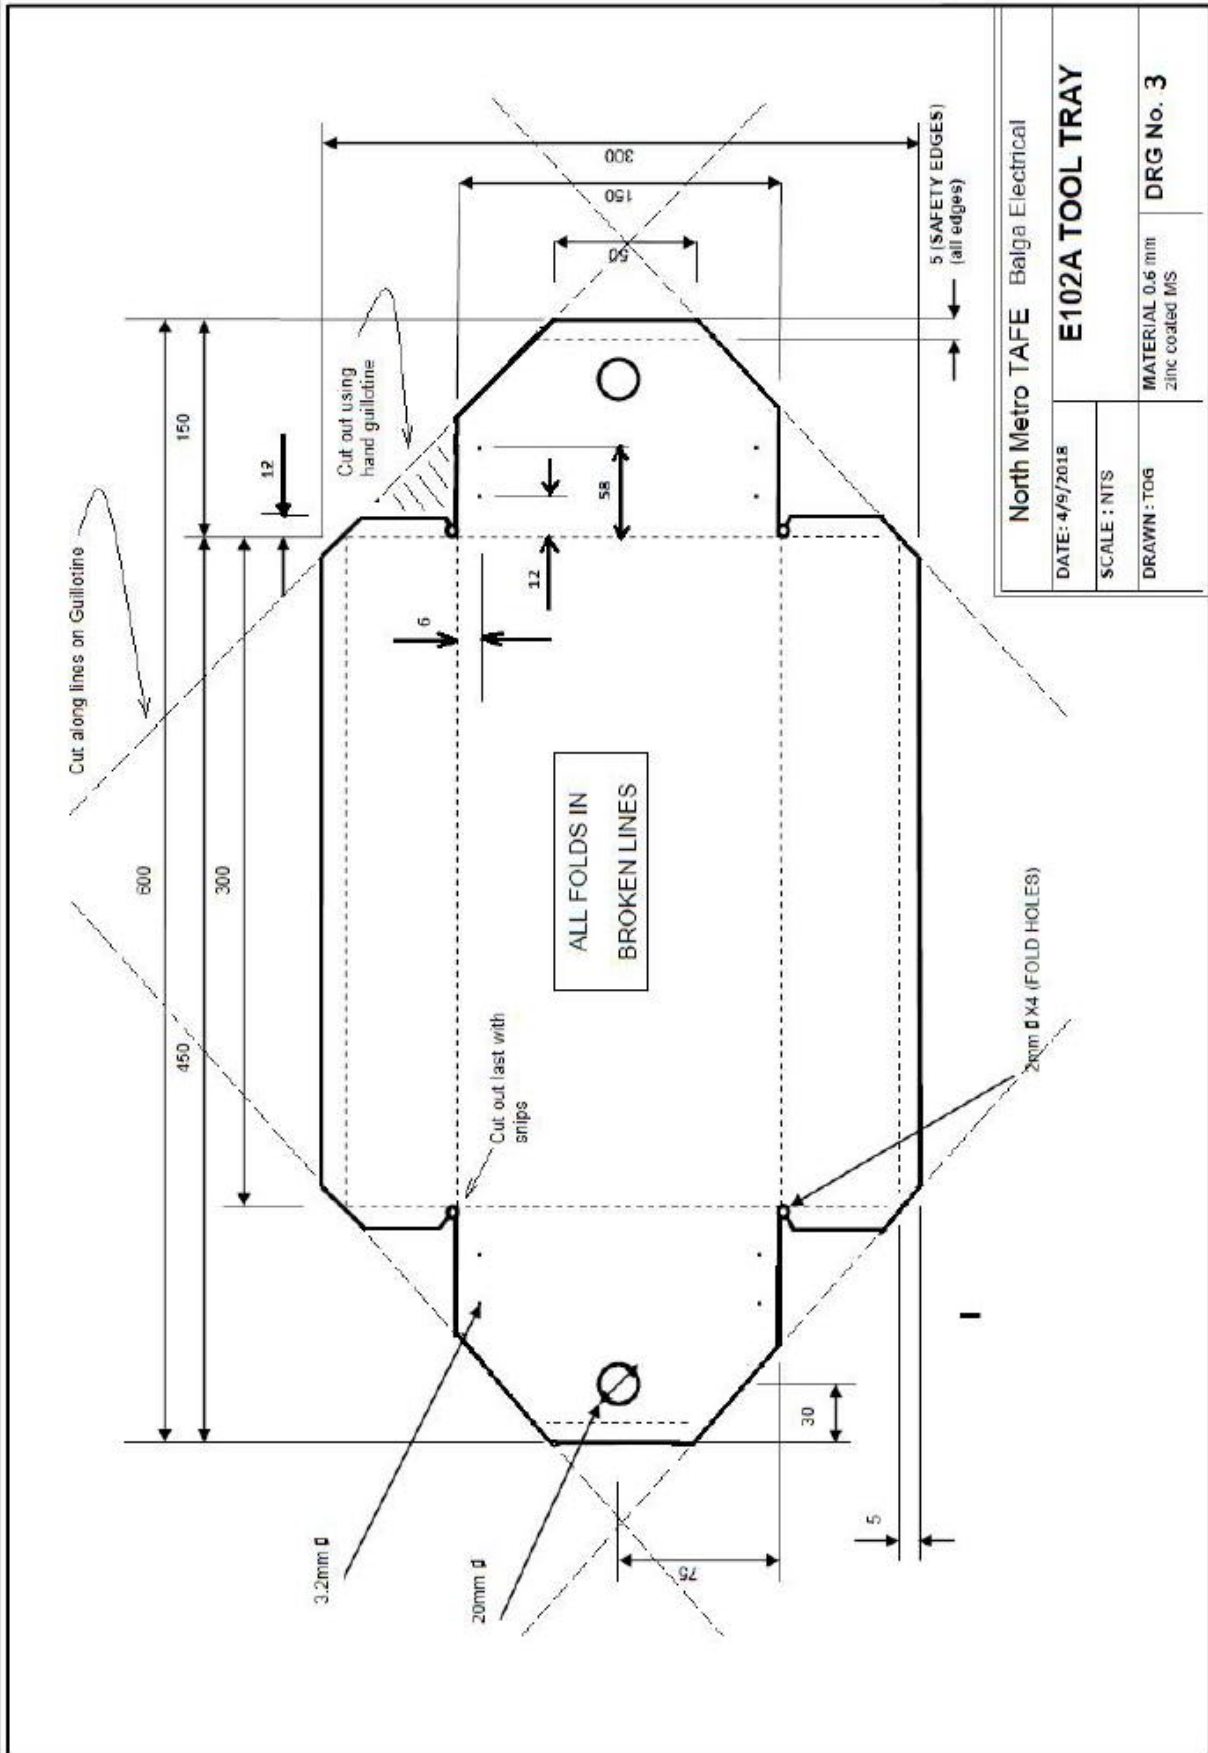 Cut along lines on Guillotine
600
450
150
300
12
Cut out using
hand guillotine
300
150
50
6
12
58
5 (SAFETY EDGES)
(all edges)
ALL FOLDS IN
BROKEN LINES
Cut out last with
snips
3.2mm Ø
20mm Ø
2mm Ø X4 (FOLD HOLES)
30
75
5
North Metro TAFE Balga Electrical
DATE: 4/9/2018
E102A TOOL TRAY
SCALE : NTS
DRAWN: TOG
MATERIAL 0.6 mm
zinc coated MS
DRG No. 3